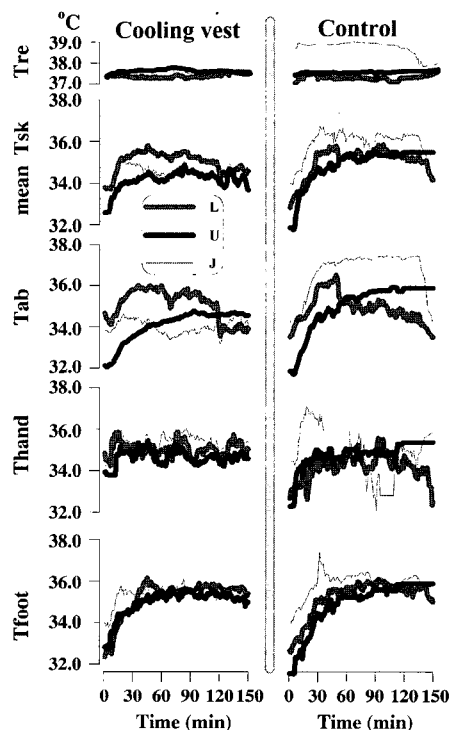 °C
Cooling vest
Control
Tre
39.0
38.0
37.0
mean Tsk
38.0
36.0
34.0
32.0
L
U
J
Tab
38.0
36.0
34.0
32.0
Thand
38.0
36.0
34.0
32.0
Tfoot
38.0
36.0
34.0
32.0
0 30 60 90 120 150
0 30 60 90 120 150
Time (min)
Time (min)